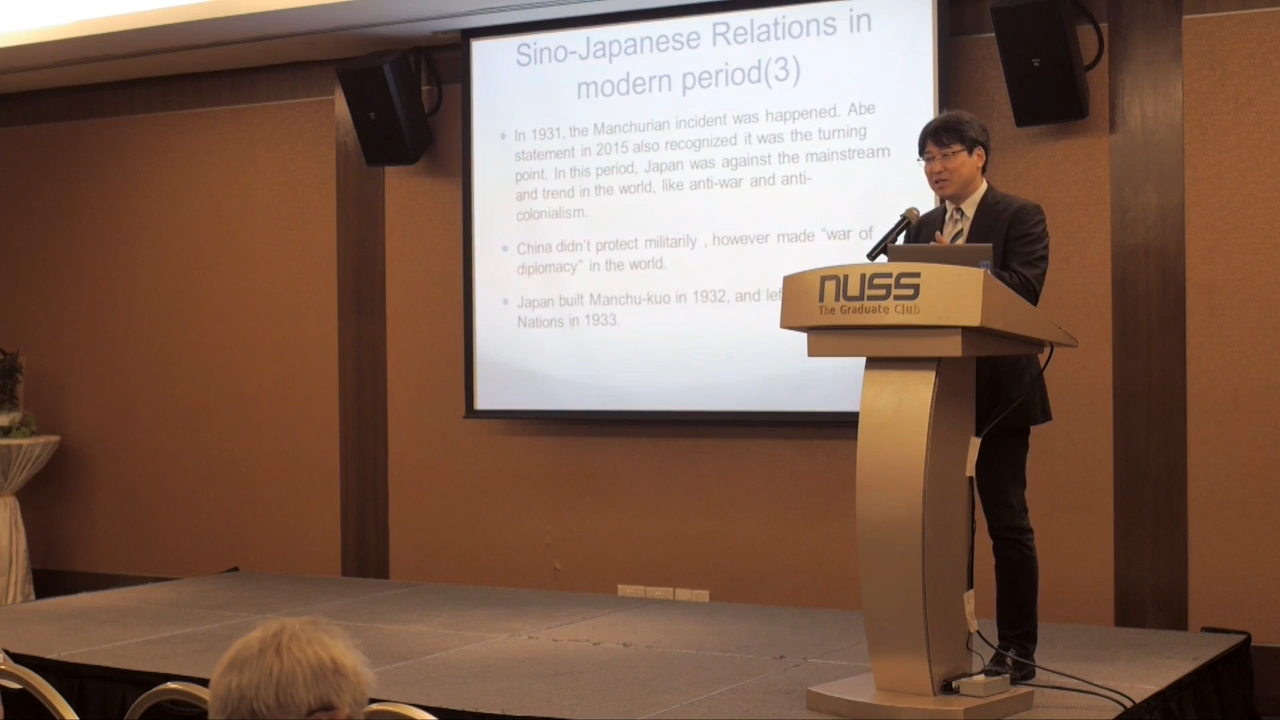 Sino-Japanese Relations in
modern period(3)
In 1931, the Manchurian incident was happened. Abe
statement in 2015 also recognized it was the turning
point. In this period, Japan was against the mainstream
and trend in the world, like anti-war and anti-
colonialism.
China didn't protect militarily , however made "war of
diplomacy" in the world.
Japan built Manchu-kuo in 1932, and
Nations in 1933.
nuss
The Graduate Club